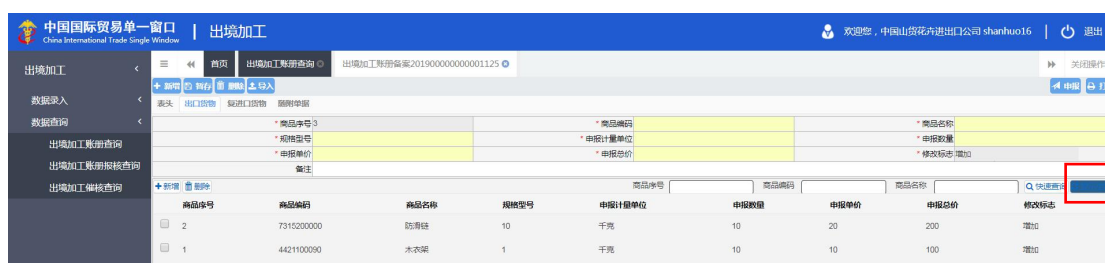 中国国际贸易单一窗口 | 出境加工
China International Trade Single Window
欢迎您，中国山货花卉进出口公司 shanhuo16 | 退出
出境加工
首页 出境加工账册查询 出境加工账册备案201900000000001125 关闭操作
新增 暂存 删除 导入 申报
数据录入
表头 出口货物 复进口货物 随附单据
数据查询
*商品序号 3 *商品编码 *商品名称
*规格型号 *申报计量单位 *申报数量
出境加工账册查询
*申报单价 *申报总价 *修改标志 增加
出境加工账册报核查询
备注
出境加工催核查询
新增 删除 商品序号 商品编码 商品名称 快速查询
商品序号 商品编码 商品名称 规格型号 申报计量单位 申报数量 申报单价 申报总价 修改标志
2 7315200000 防滑链 10 千克 10 20 200 增加
1 4421100090 木衣架 1 千克 10 10 100 增加